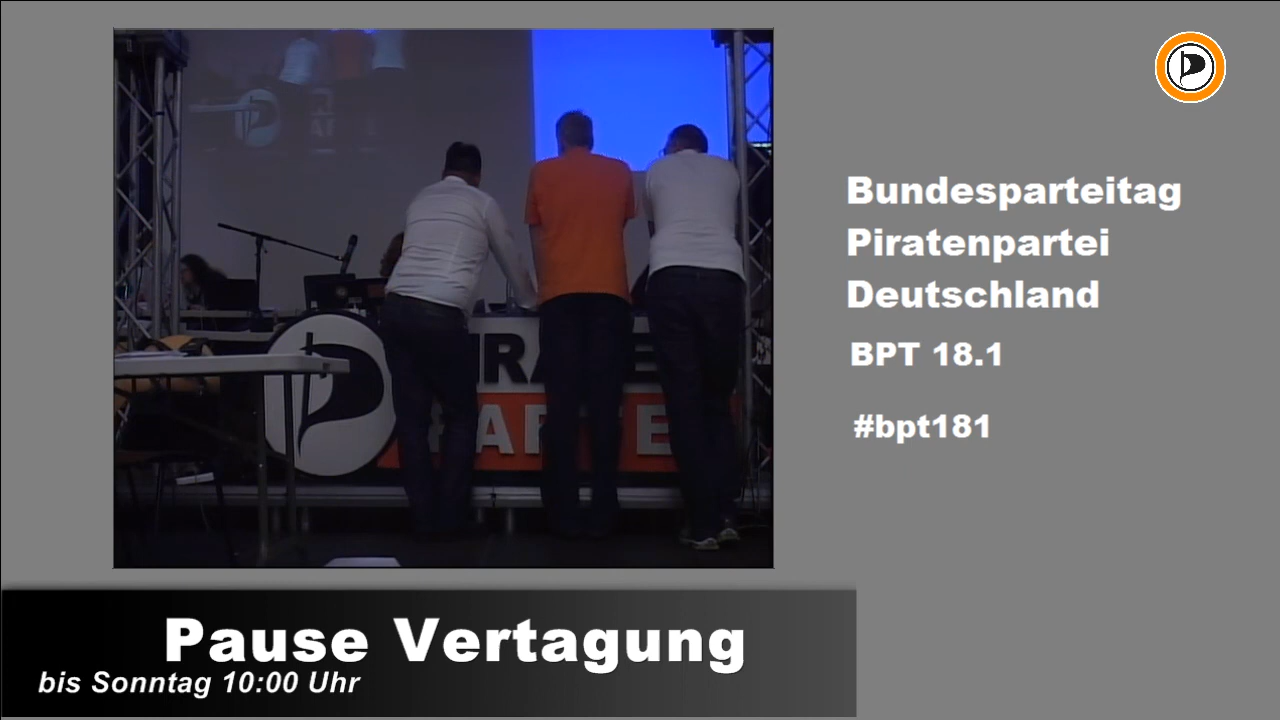 Bundesparteitag
Piratenpartei
Deutschland
BPT 18.1
#bpt181
Pause Vertagung
bis Sonntag 10:00 Uhr